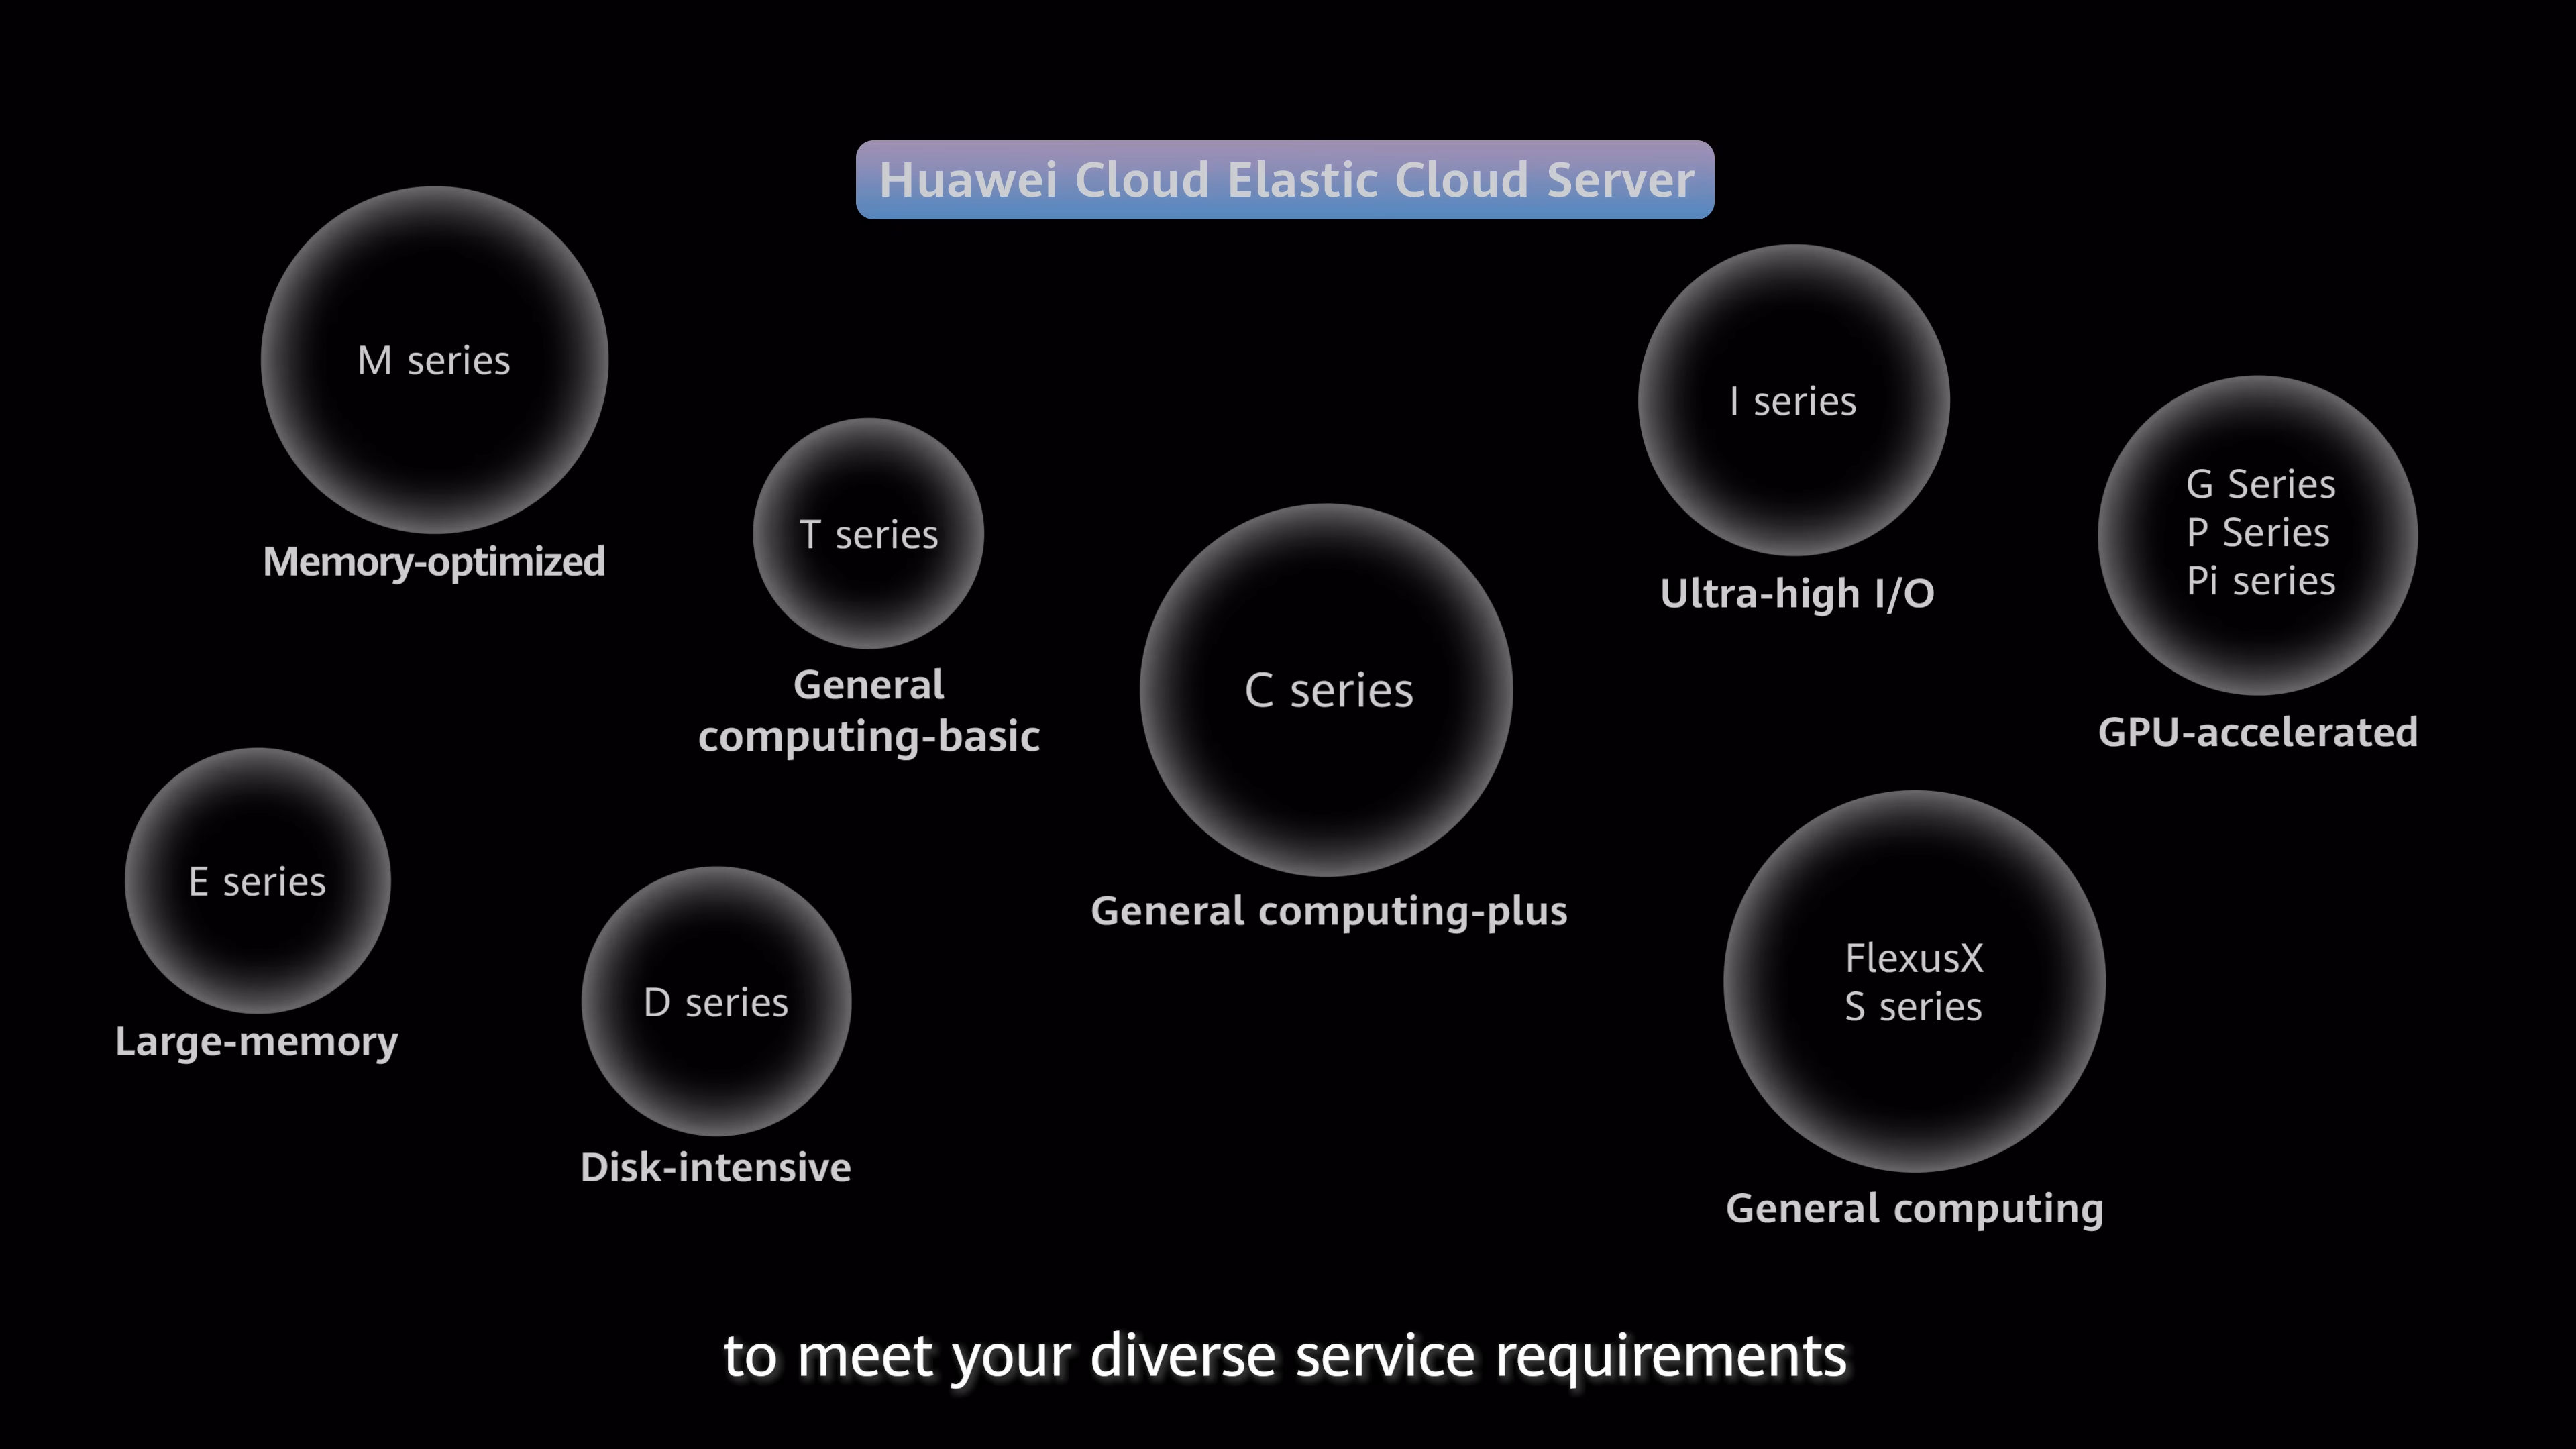 Huawei Cloud Elastic Cloud Server
M series
Memory-optimized
T series
General
computing-basic
I series
Ultra-high I/O
G Series
P Series
Pi series
GPU-accelerated
C series
General computing-plus
E series
Large-memory
D series
Disk-intensive
FlexusX
S series
General computing
to meet your diverse service requirements